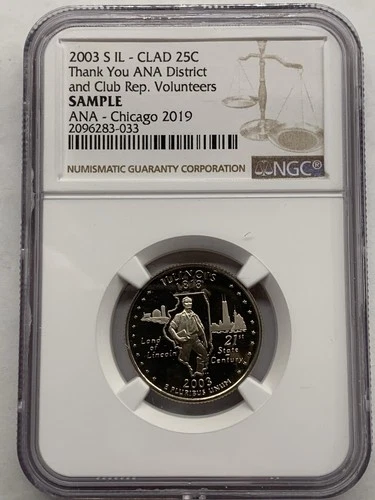 2003 S IL - CLAD 25C
Thank You ANA District
and Club Rep. Volunteers
SAMPLE
ANA - Chicago 2019
2096283-033
NUMISMATIC GUARANTY CORPORATION
NGC®
ILLINOIS
1818
Land of Lincoln
21st State Century
2003
E PLURIBUS UNUM